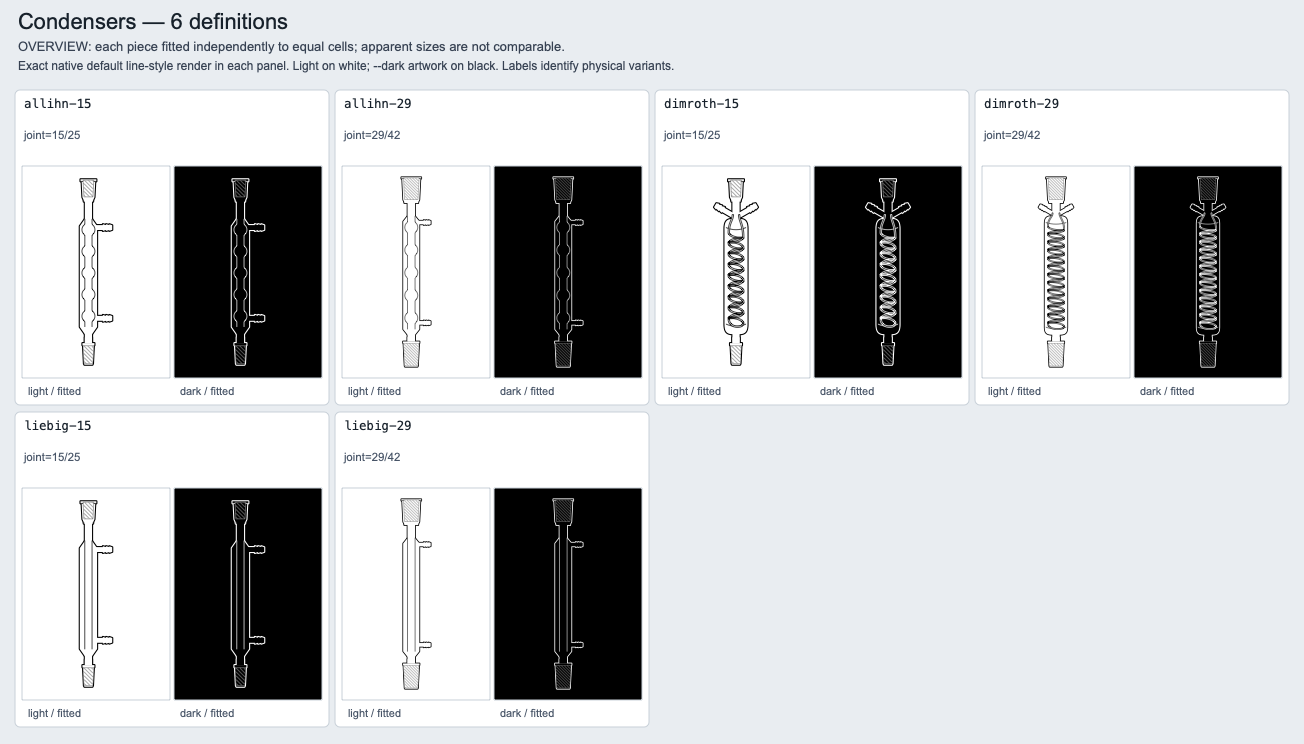 Condensers — 6 definitions
OVERVIEW: each piece fitted independently to equal cells; apparent sizes are not comparable.
Exact native default line-style render in each panel. Light on white; --dark artwork on black. Labels identify physical variants.
allihn-15
joint=15/25
light / fitted
dark / fitted
allihn-29
joint=29/42
light / fitted
dark / fitted
dimroth-15
joint=15/25
light / fitted
dark / fitted
dimroth-29
joint=29/42
light / fitted
dark / fitted
liebig-15
joint=15/25
light / fitted
dark / fitted
liebig-29
joint=29/42
light / fitted
dark / fitted